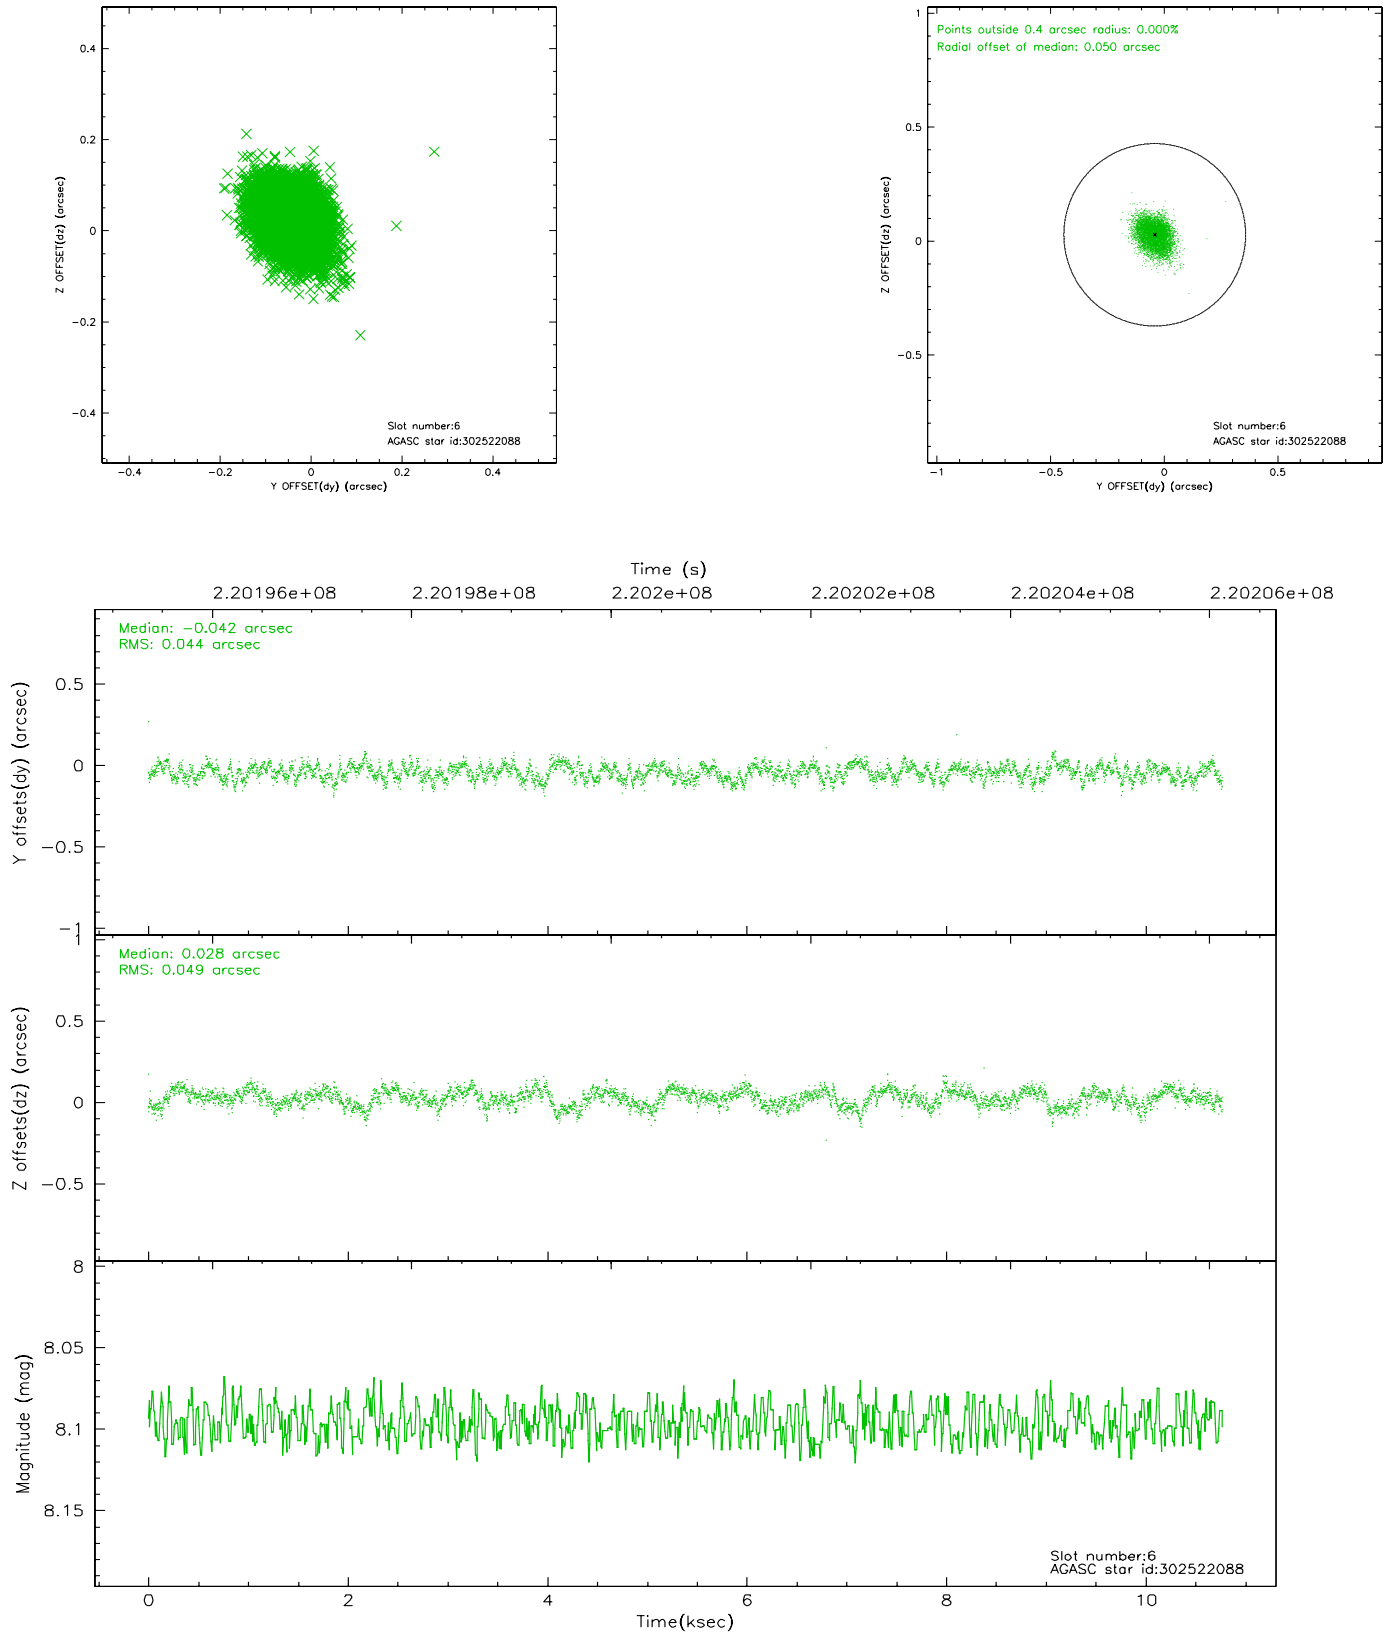 0.4
0.2
0
−0.2
−0.4
Z OFFSET(dz) (arcsec)
Slot number:6
AGASC star id:302522088
−0.4 −0.2 0 0.2 0.4
Y OFFSET(dy) (arcsec)
Points outside 0.4 arcsec radius: 0.000%
Radial offset of median: 0.050 arcsec
1
0.5
0
−0.5
Z OFFSET(dz) (arcsec)
Slot number:6
AGASC star id:302522088
−1 −0.5 0 0.5
Y OFFSET(dy) (arcsec)
Time (s)
2.20196e+08 2.20198e+08 2.202e+08 2.20202e+08 2.20204e+08 2.20206e+08
Median: −0.042 arcsec
RMS: 0.044 arcsec
0.5
0
−0.5
−1
Y offsets(dy) (arcsec)
Median: 0.028 arcsec
RMS: 0.049 arcsec
1
0.5
0
−0.5
Z offsets(dz) (arcsec)
8
8.05
8.1
8.15
Magnitude (mag)
Slot number:6
AGASC star id:302522088
0 2 4 6 8 10
Time(ksec)